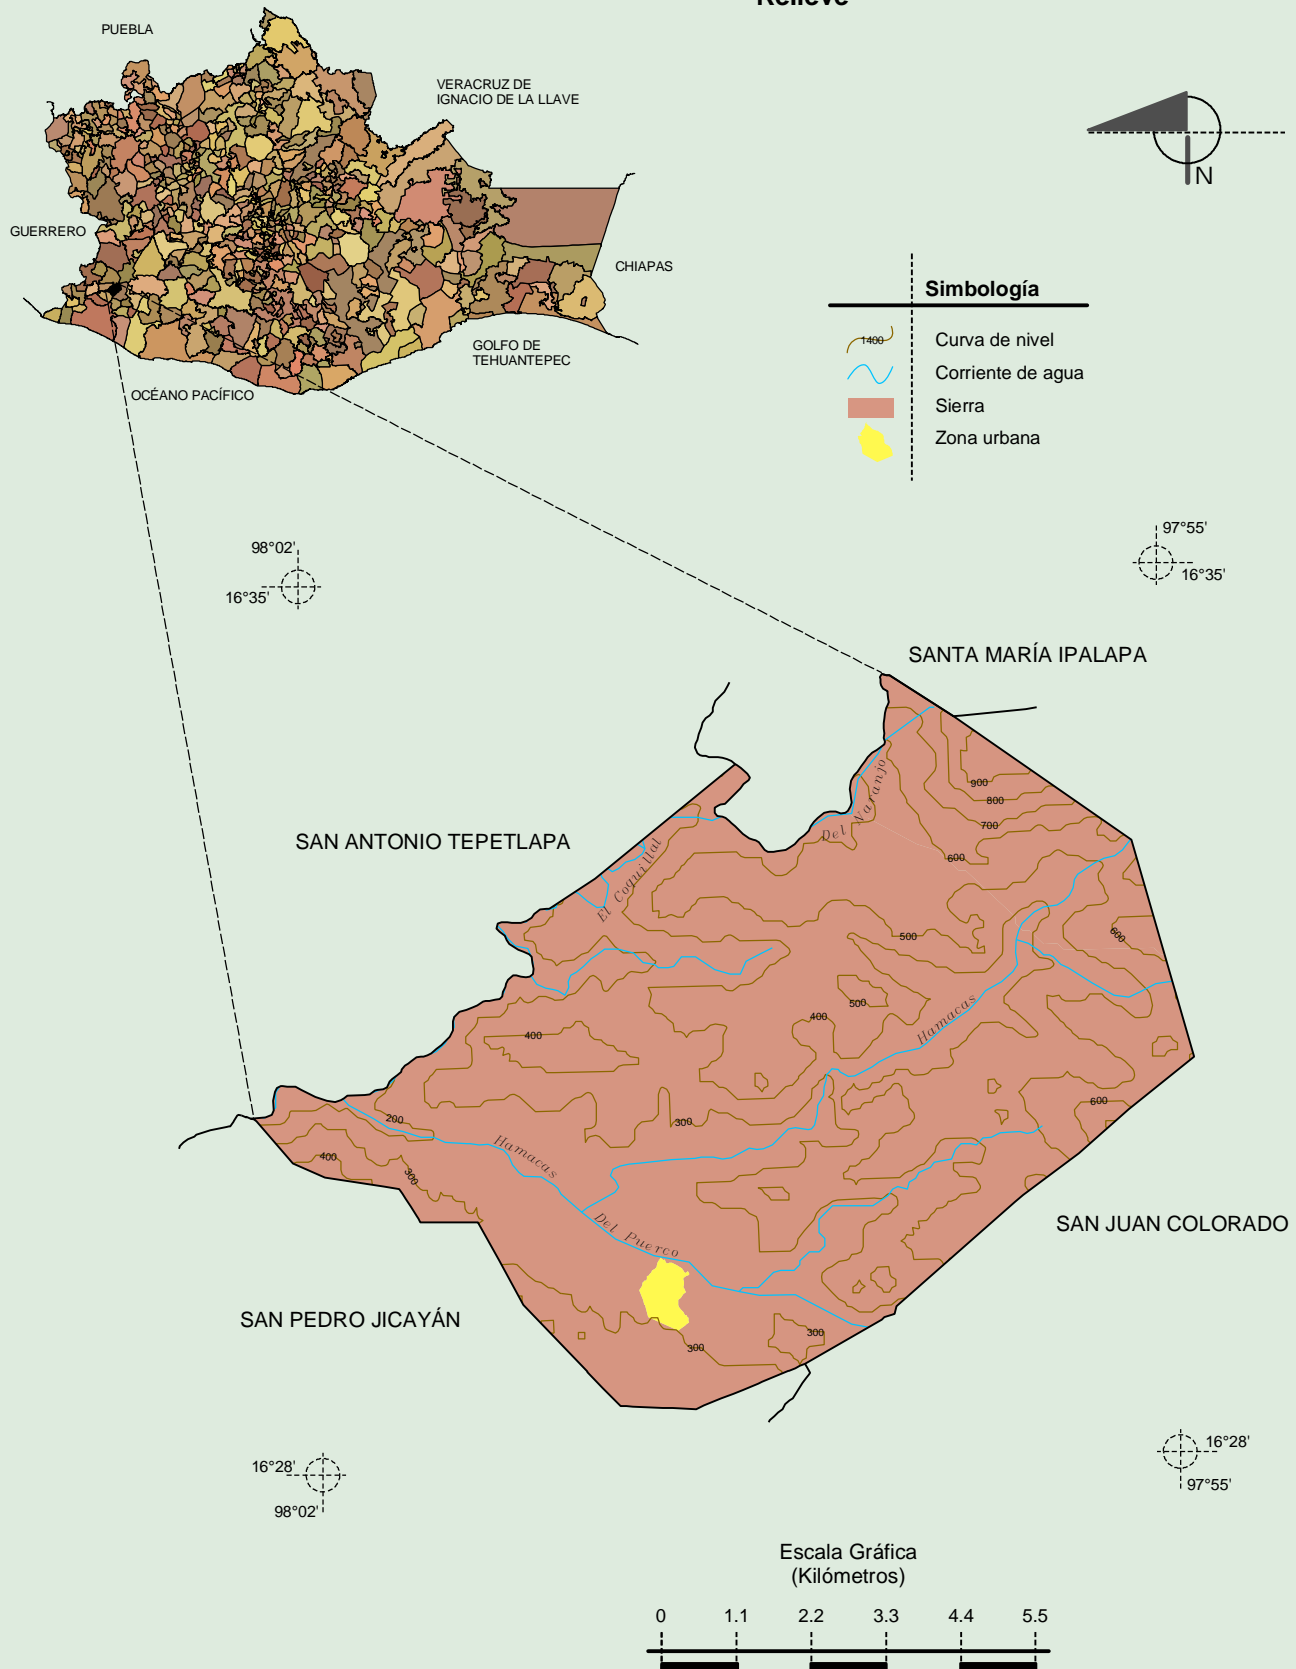 Relieve
PUEBLA
VERACRUZ DE
IGNACIO DE LA LLAVE
GUERRERO
CHIAPAS
GOLFO DE
TEHUANTEPEC
OCÉANO PACÍFICO
N
Simbología
1400
Curva de nivel
Corriente de agua
Sierra
Zona urbana
98°02'
16°35'
97°55'
16°35'
SANTA MARÍA IPALAPA
SAN ANTONIO TEPETLAPA
SAN JUAN COLORADO
SAN PEDRO JICAYÁN
Del Naranjo
El Coquillal
Hamacas
Hamacas
Del Puerco
900
800
700
600
500
600
500
400
400
600
300
200
400
300
300
300
16°28'
98°02'
16°28'
97°55'
Escala Gráfica
(Kilómetros)
0 1.1 2.2 3.3 4.4 5.5